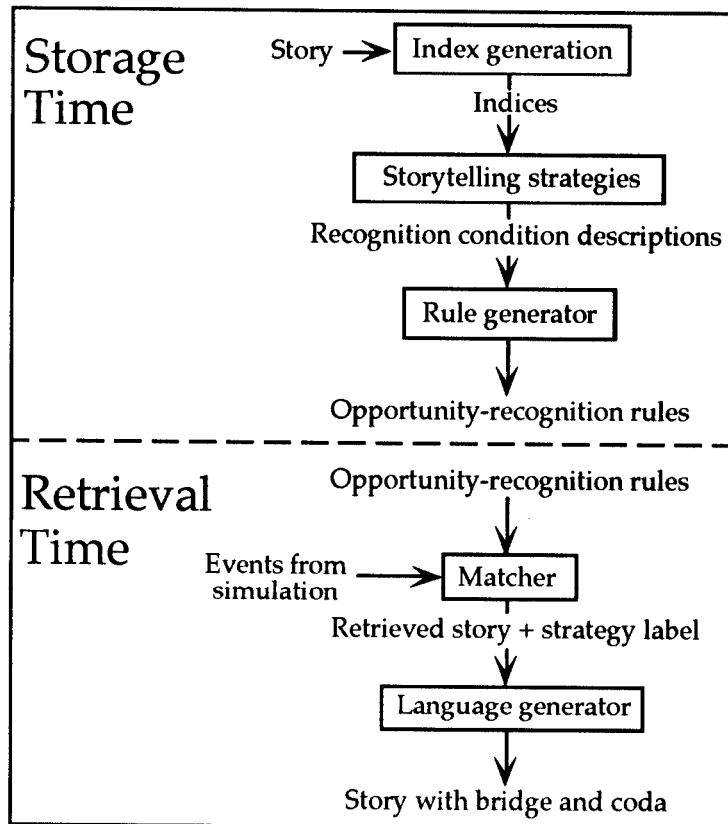 Storage
Time
Story
Index generation
Indices
Storytelling strategies
Recognition condition descriptions
Rule generator
Opportunity-recognition rules
Retrieval
Time
Opportunity-recognition rules
Events from
simulation
Matcher
Retrieved story + strategy label
Language generator
Story with bridge and coda